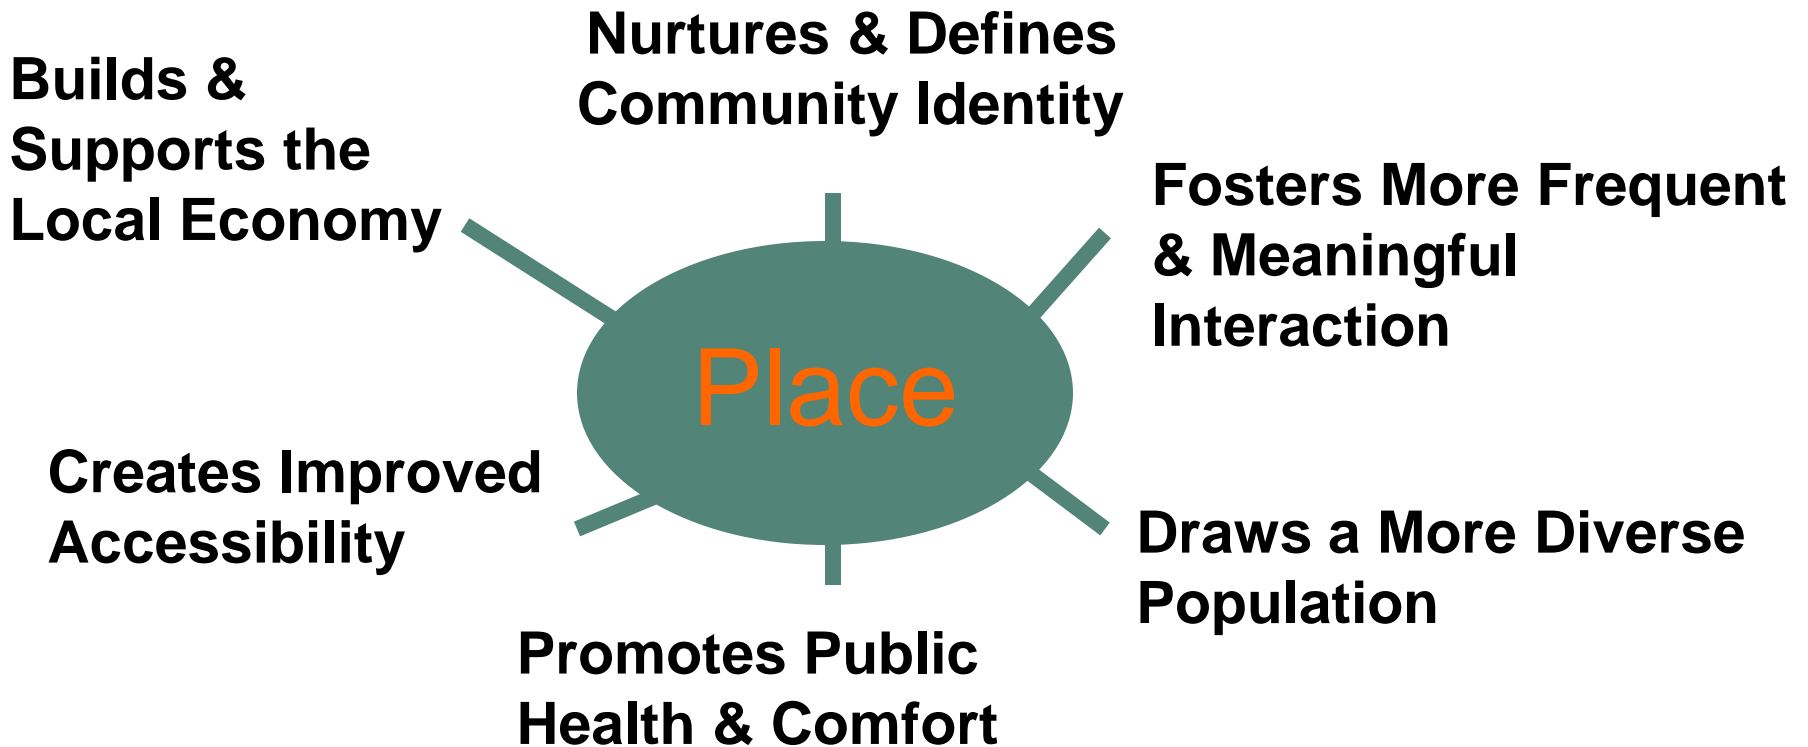 Nurtures & Defines
Community Identity
Builds &
Supports the
Local Economy
Fosters More Frequent
& Meaningful
Interaction
Place
Creates Improved
Accessibility
Draws a More Diverse
Population
Promotes Public
Health & Comfort